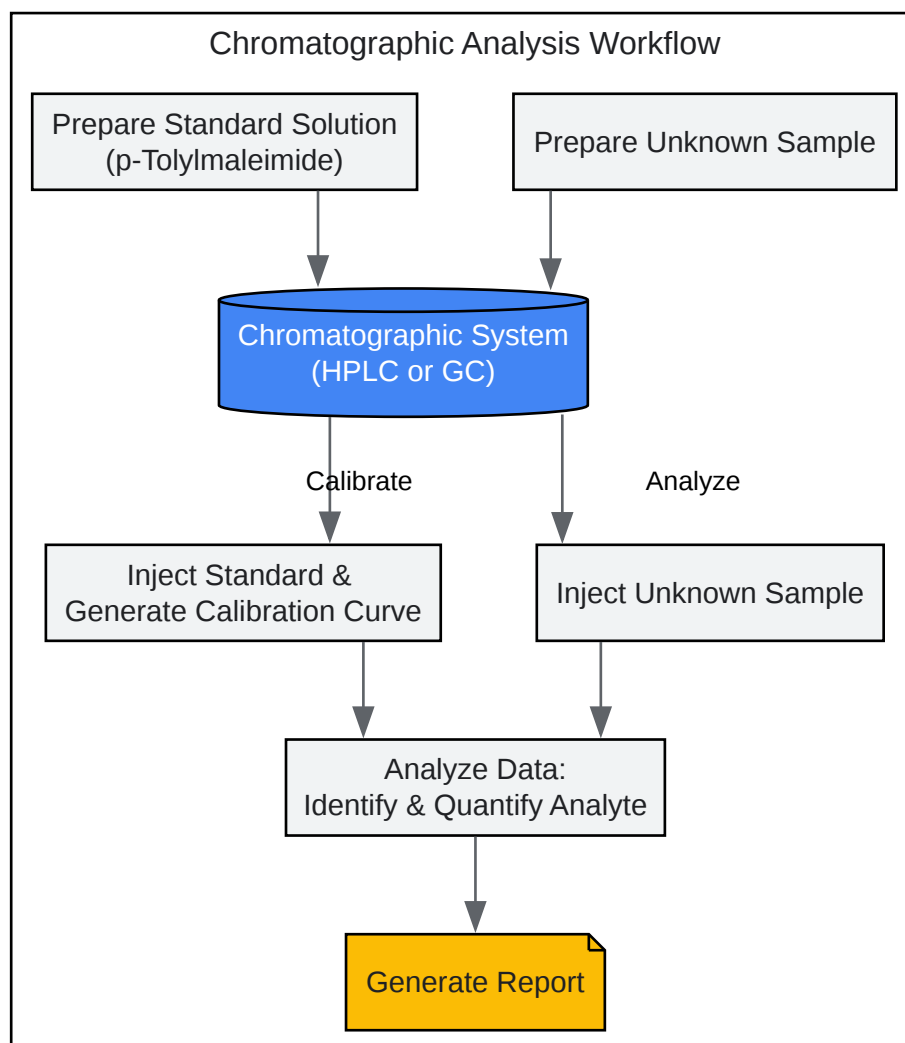 Chromatographic Analysis Workflow
Prepare Standard Solution
(p-Tolylmaleimide)
Prepare Unknown Sample
Chromatographic System
(HPLC or GC)
Calibrate
Analyze
Inject Standard &
Generate Calibration Curve
Inject Unknown Sample
Analyze Data:
Identify & Quantify Analyte
Generate Report